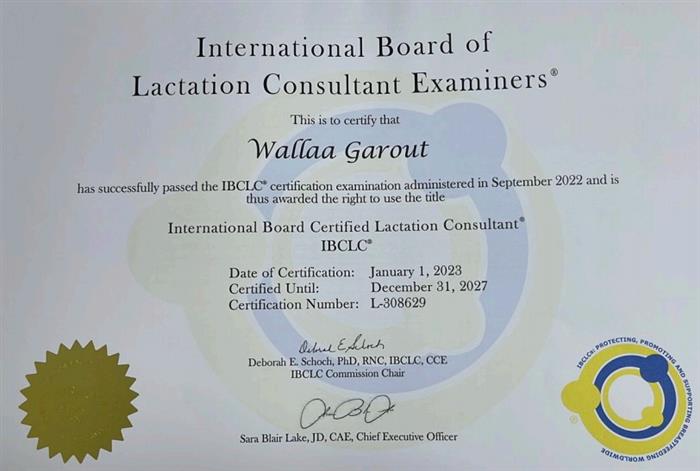 International Board of
Lactation Consultant Examiners®
This is to certify that
Wallaa Garout
has successfully passed the IBCLC® certification examination administered in September 2022 and is
thus awarded the right to use the title
International Board Certified Lactation Consultant®
IBCLC®
Date of Certification: January 1, 2023
Certified Until: December 31, 2027
Certification Number: L-308629
Deborah E. Schoch, PhD, RNC, IBCLC, CCE
IBCLC Commission Chair
Sara Blair Lake, JD, CAE, Chief Executive Officer
IBCLCs: PROTECTING, PROMOTING AND SUPPORTING BREASTFEEDING WORLDWIDE
®